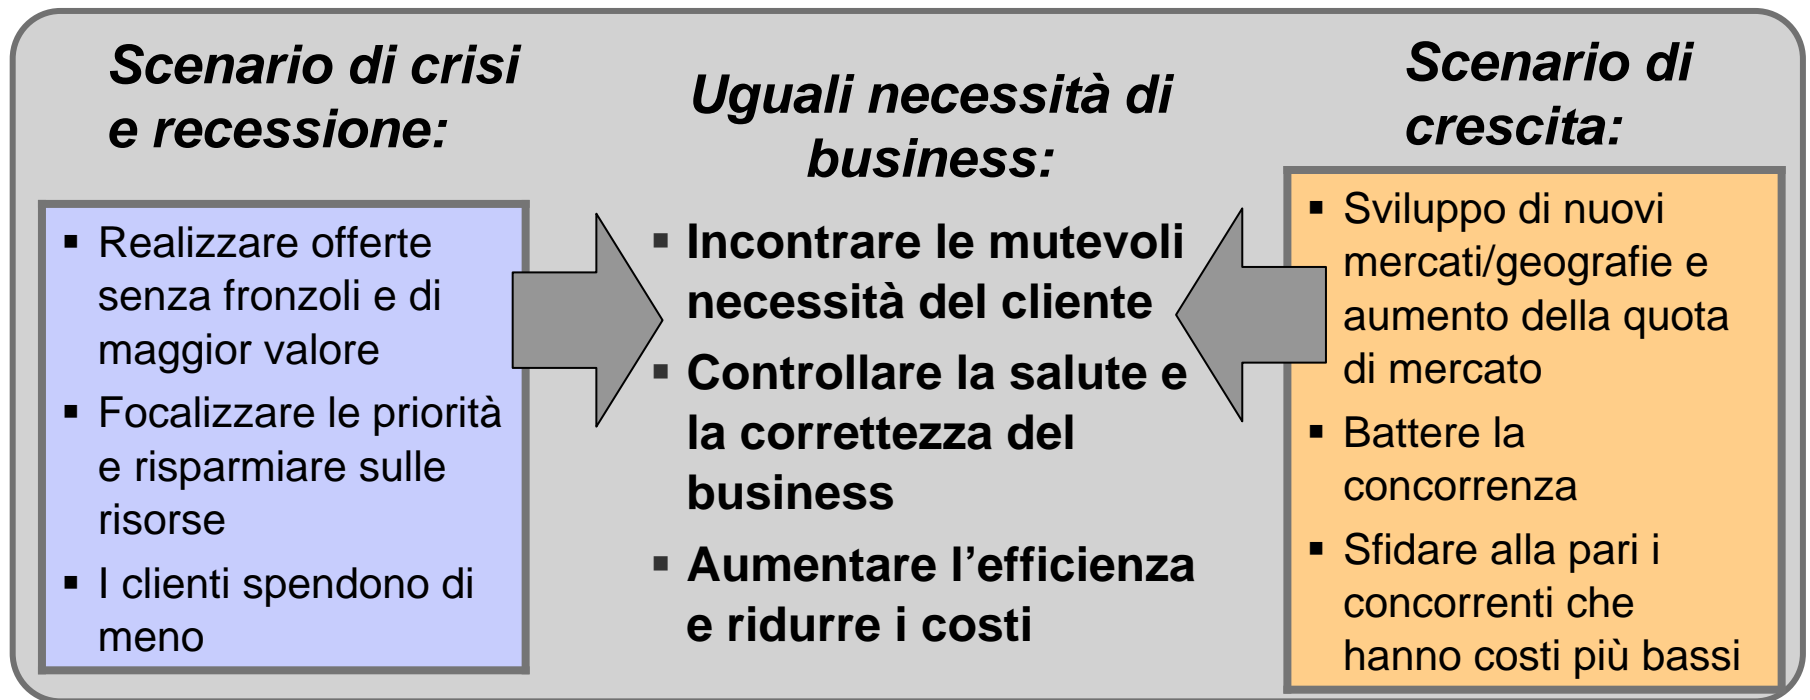 Scenario di crisi
e recessione:
▪ Realizzare offerte
senza fronzoli e di
maggior valore
▪ Focalizzare le priorità
e risparmiare sulle
risorse
▪ I clienti spendono di
meno
Uguali necessità di
business:
▪ Incontrare le mutevoli
necessità del cliente
▪ Controllare la salute e
la correttezza del
business
▪ Aumentare l’efficienza
e ridurre i costi
Scenario di
crescita:
▪ Sviluppo di nuovi
mercati/geografie e
aumento della quota
di mercato
▪ Battere la
concorrenza
▪ Sfidare alla pari i
concorrenti che
hanno costi più bassi